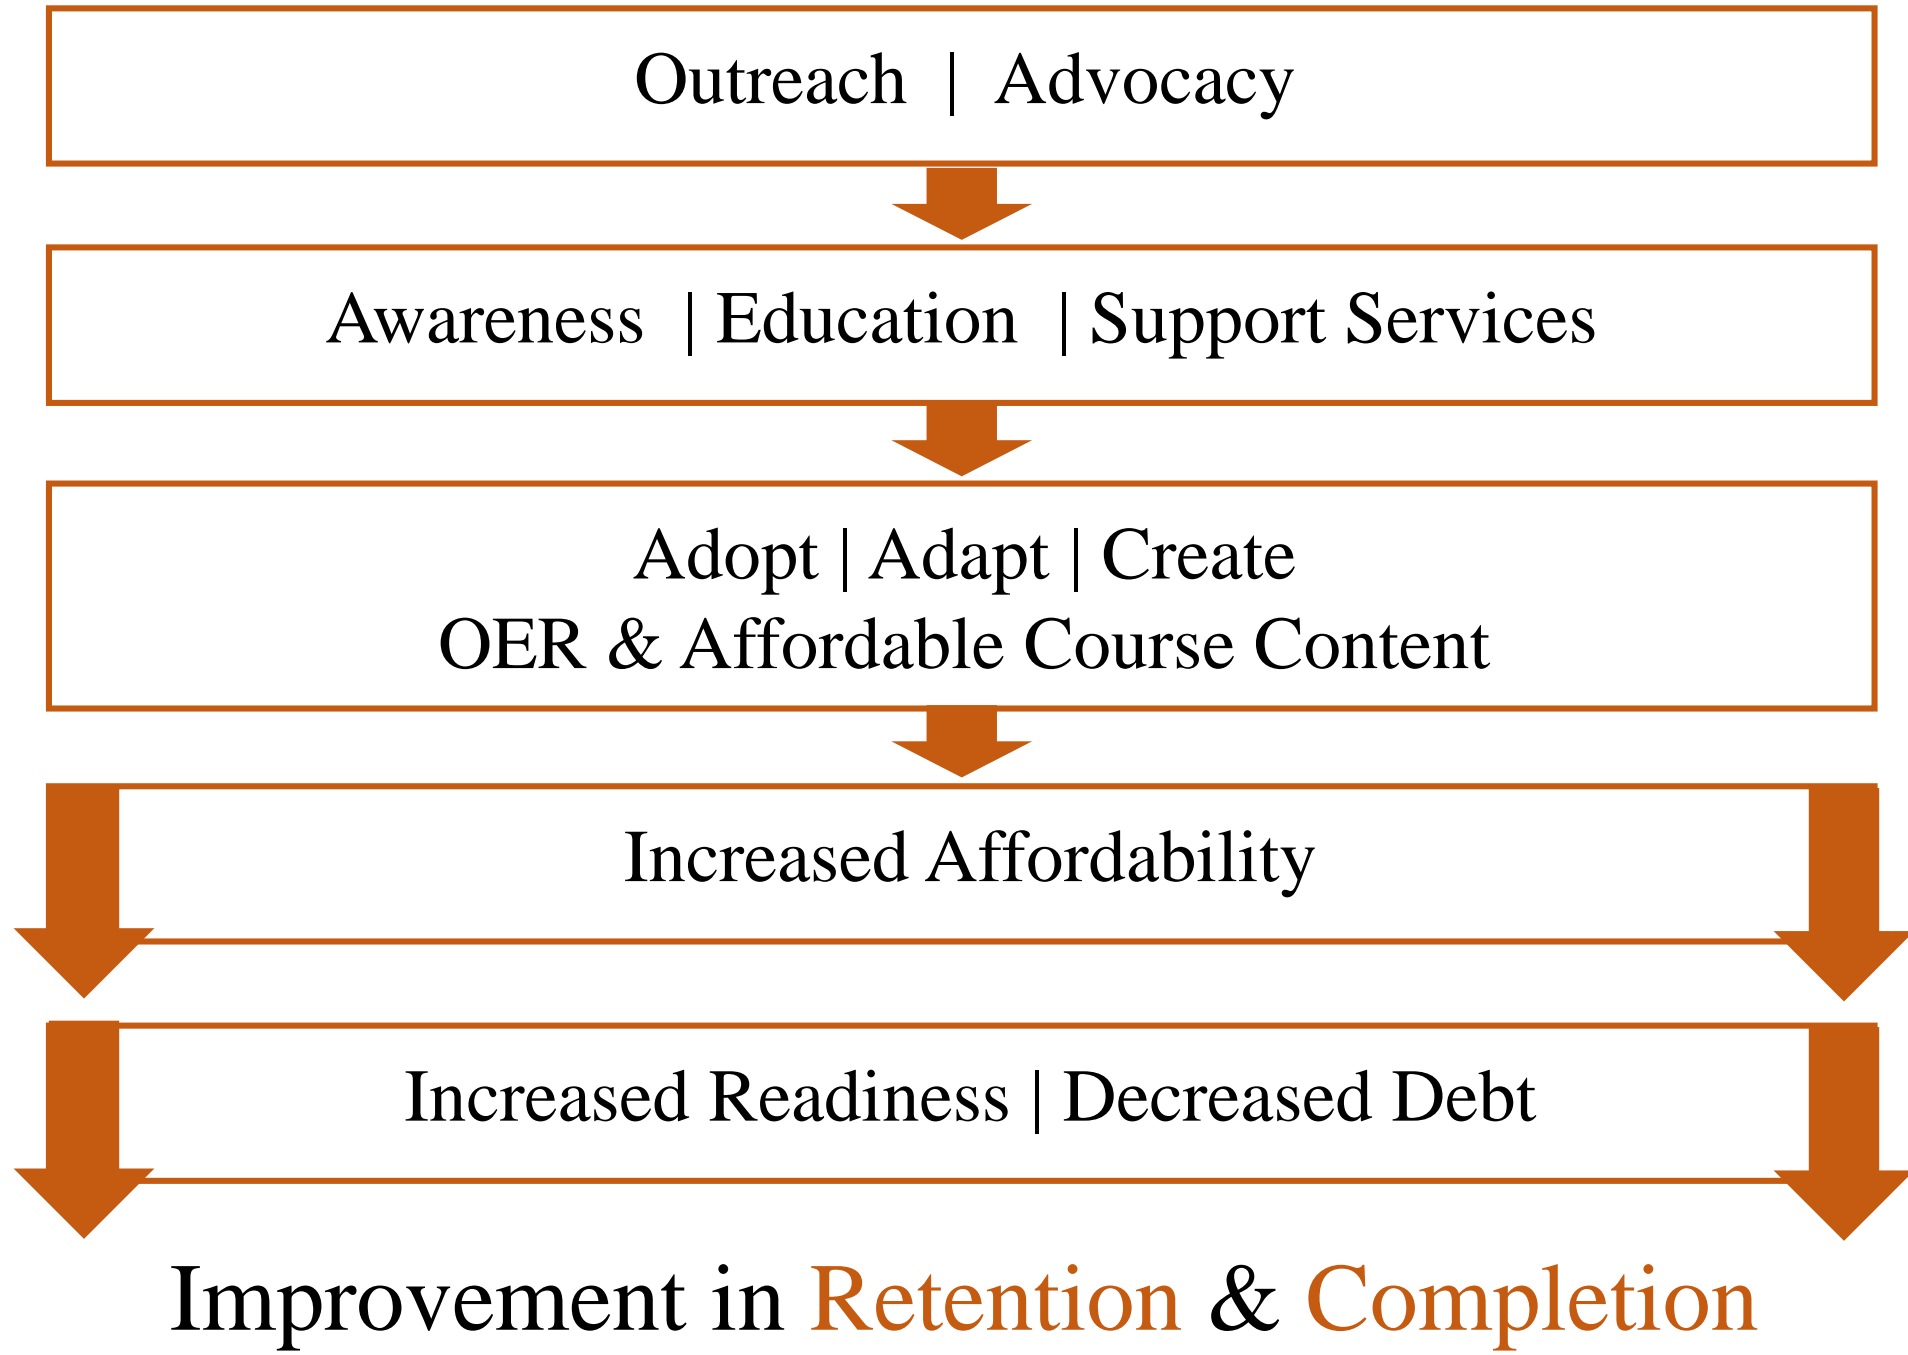 Outreach | Advocacy
Awareness | Education | Support Services
Adopt | Adapt | Create
OER & Affordable Course Content
Increased Affordability
Increased Readiness | Decreased Debt
Improvement in Retention & Completion